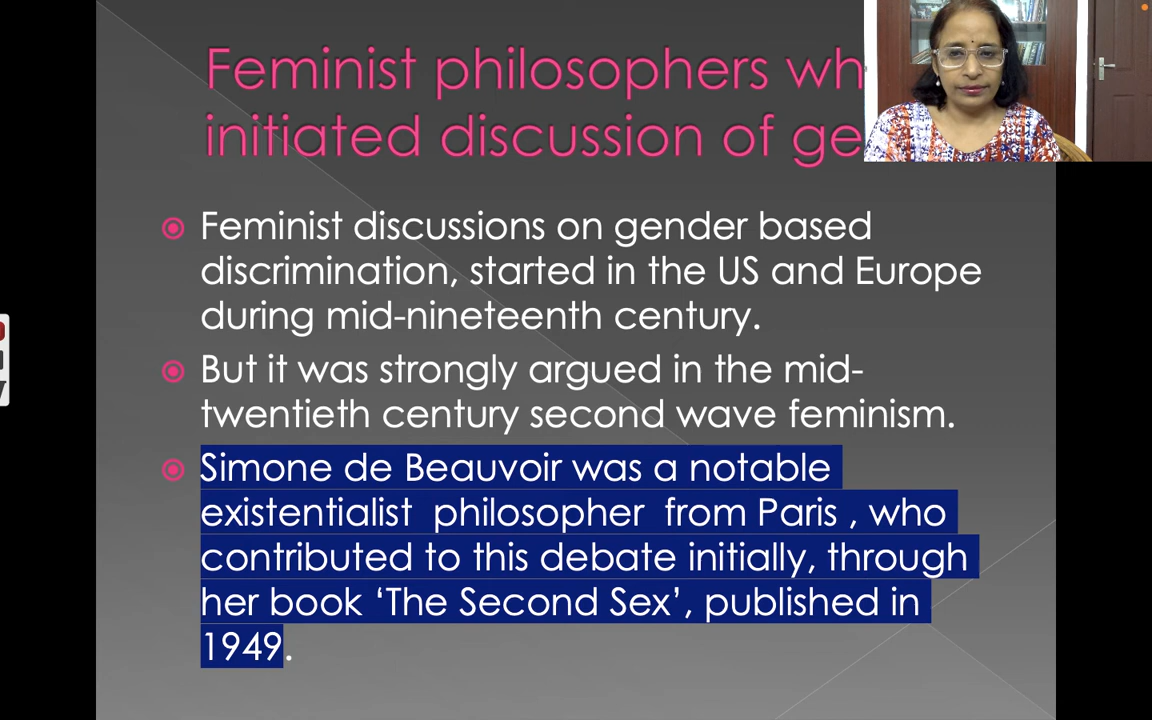 Feminist philosophers wh
initiated discussion of ge
Feminist discussions on gender based
discrimination, started in the US and Europe
during mid-nineteenth century.
But it was strongly argued in the mid-
twentieth century second wave feminism.
Simone de Beauvoir was a notable
existentialist  philosopher  from Paris , who
contributed to this debate initially, through
her book ‘The Second Sex’, published in
1949.